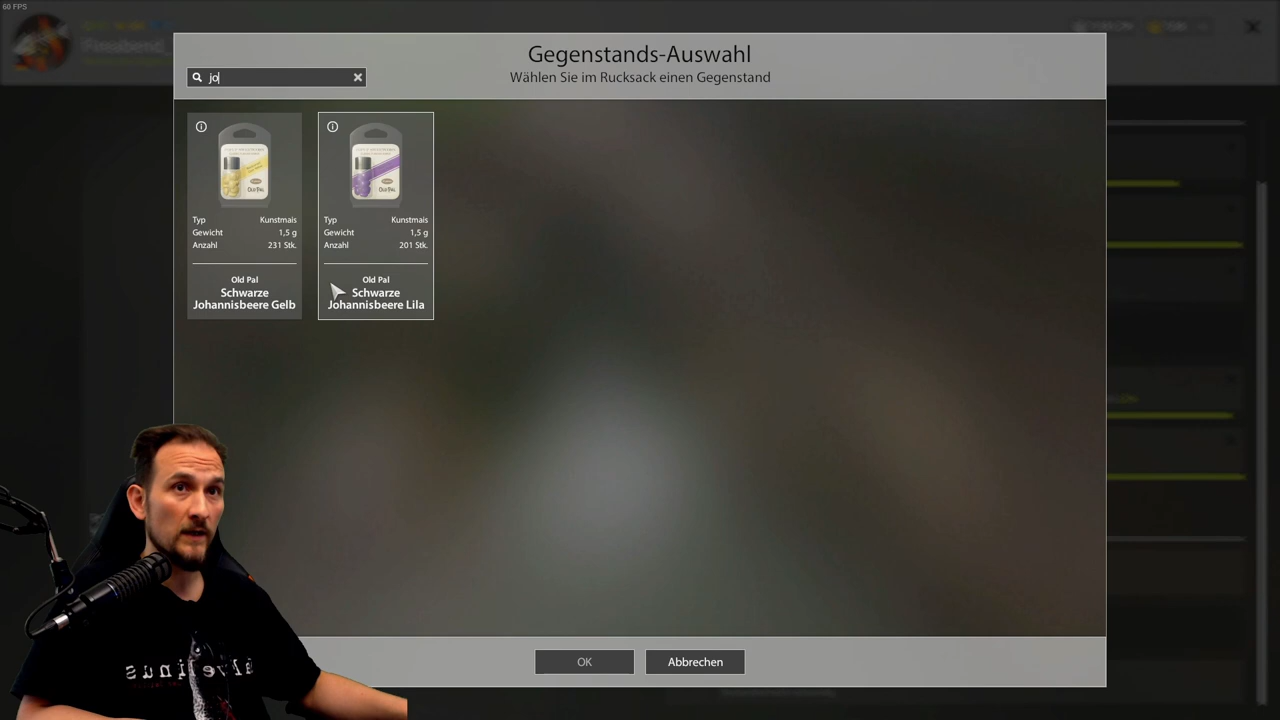 60 FPS
Gegenstands-Auswahl
Wählen Sie im Rucksack einen Gegenstand
jo
Typ Kunstmais
Gewicht 1,5 g
Anzahl 231 Stk.
Old Pal
Schwarze
Johannisbeere Gelb
Typ Kunstmais
Gewicht 1,5 g
Anzahl 201 Stk.
Old Pal
Schwarze
Johannisbeere Lila
OK
Abbrechen